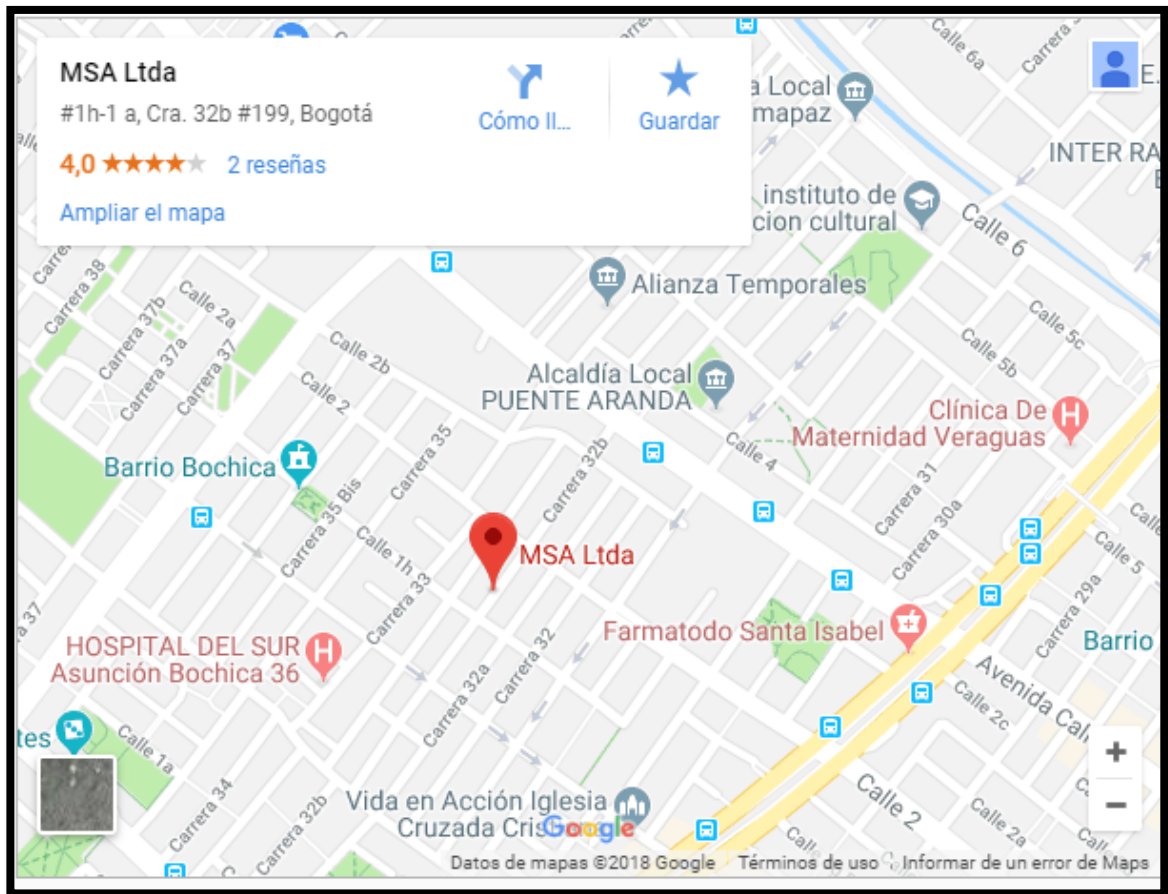 MSA Ltda
#1h-1 a, Cra. 32b #199, Bogotá
4,0
2 reseñas
Ampliar el mapa
Cómo ll...
Guardar
Calle 6a
a Local
mapaz
E.
INTER RA
instituto de
cion cultural
Calle 6
Carrera 38
Carrera 37b
Calle 2a
Carrera 37a
Carrera 37
Alianza Temporales
Calle 5c
Calle 5b
Calle 2b
Calle 2
Alcaldía Local
PUENTE ARANDA
Clínica De
Maternidad Veraguas
Calle 4
Carrera 35
Carrera 32b
Carrera 31
Barrio Bochica
Carrera 35 Bis
Calle 1h
Carrera 30a
Calle 5
MSA Ltda
Carrera 33
Carrera 29a
a 37
HOSPITAL DEL SUR
Asunción Bochica 36
Farmatodo Santa Isabel
Barrio
Carrera 32
Carrera 32a
Avenida Cal
Calle 2c
tes
Calle 1a
Carrera 34
Carrera 32b
Vida en Acción Iglesia
Cruzada Cris
Google
Calle 2
Calle 2a
Datos de mapas ©2018 Google
Términos de uso
Informar de un error de Maps